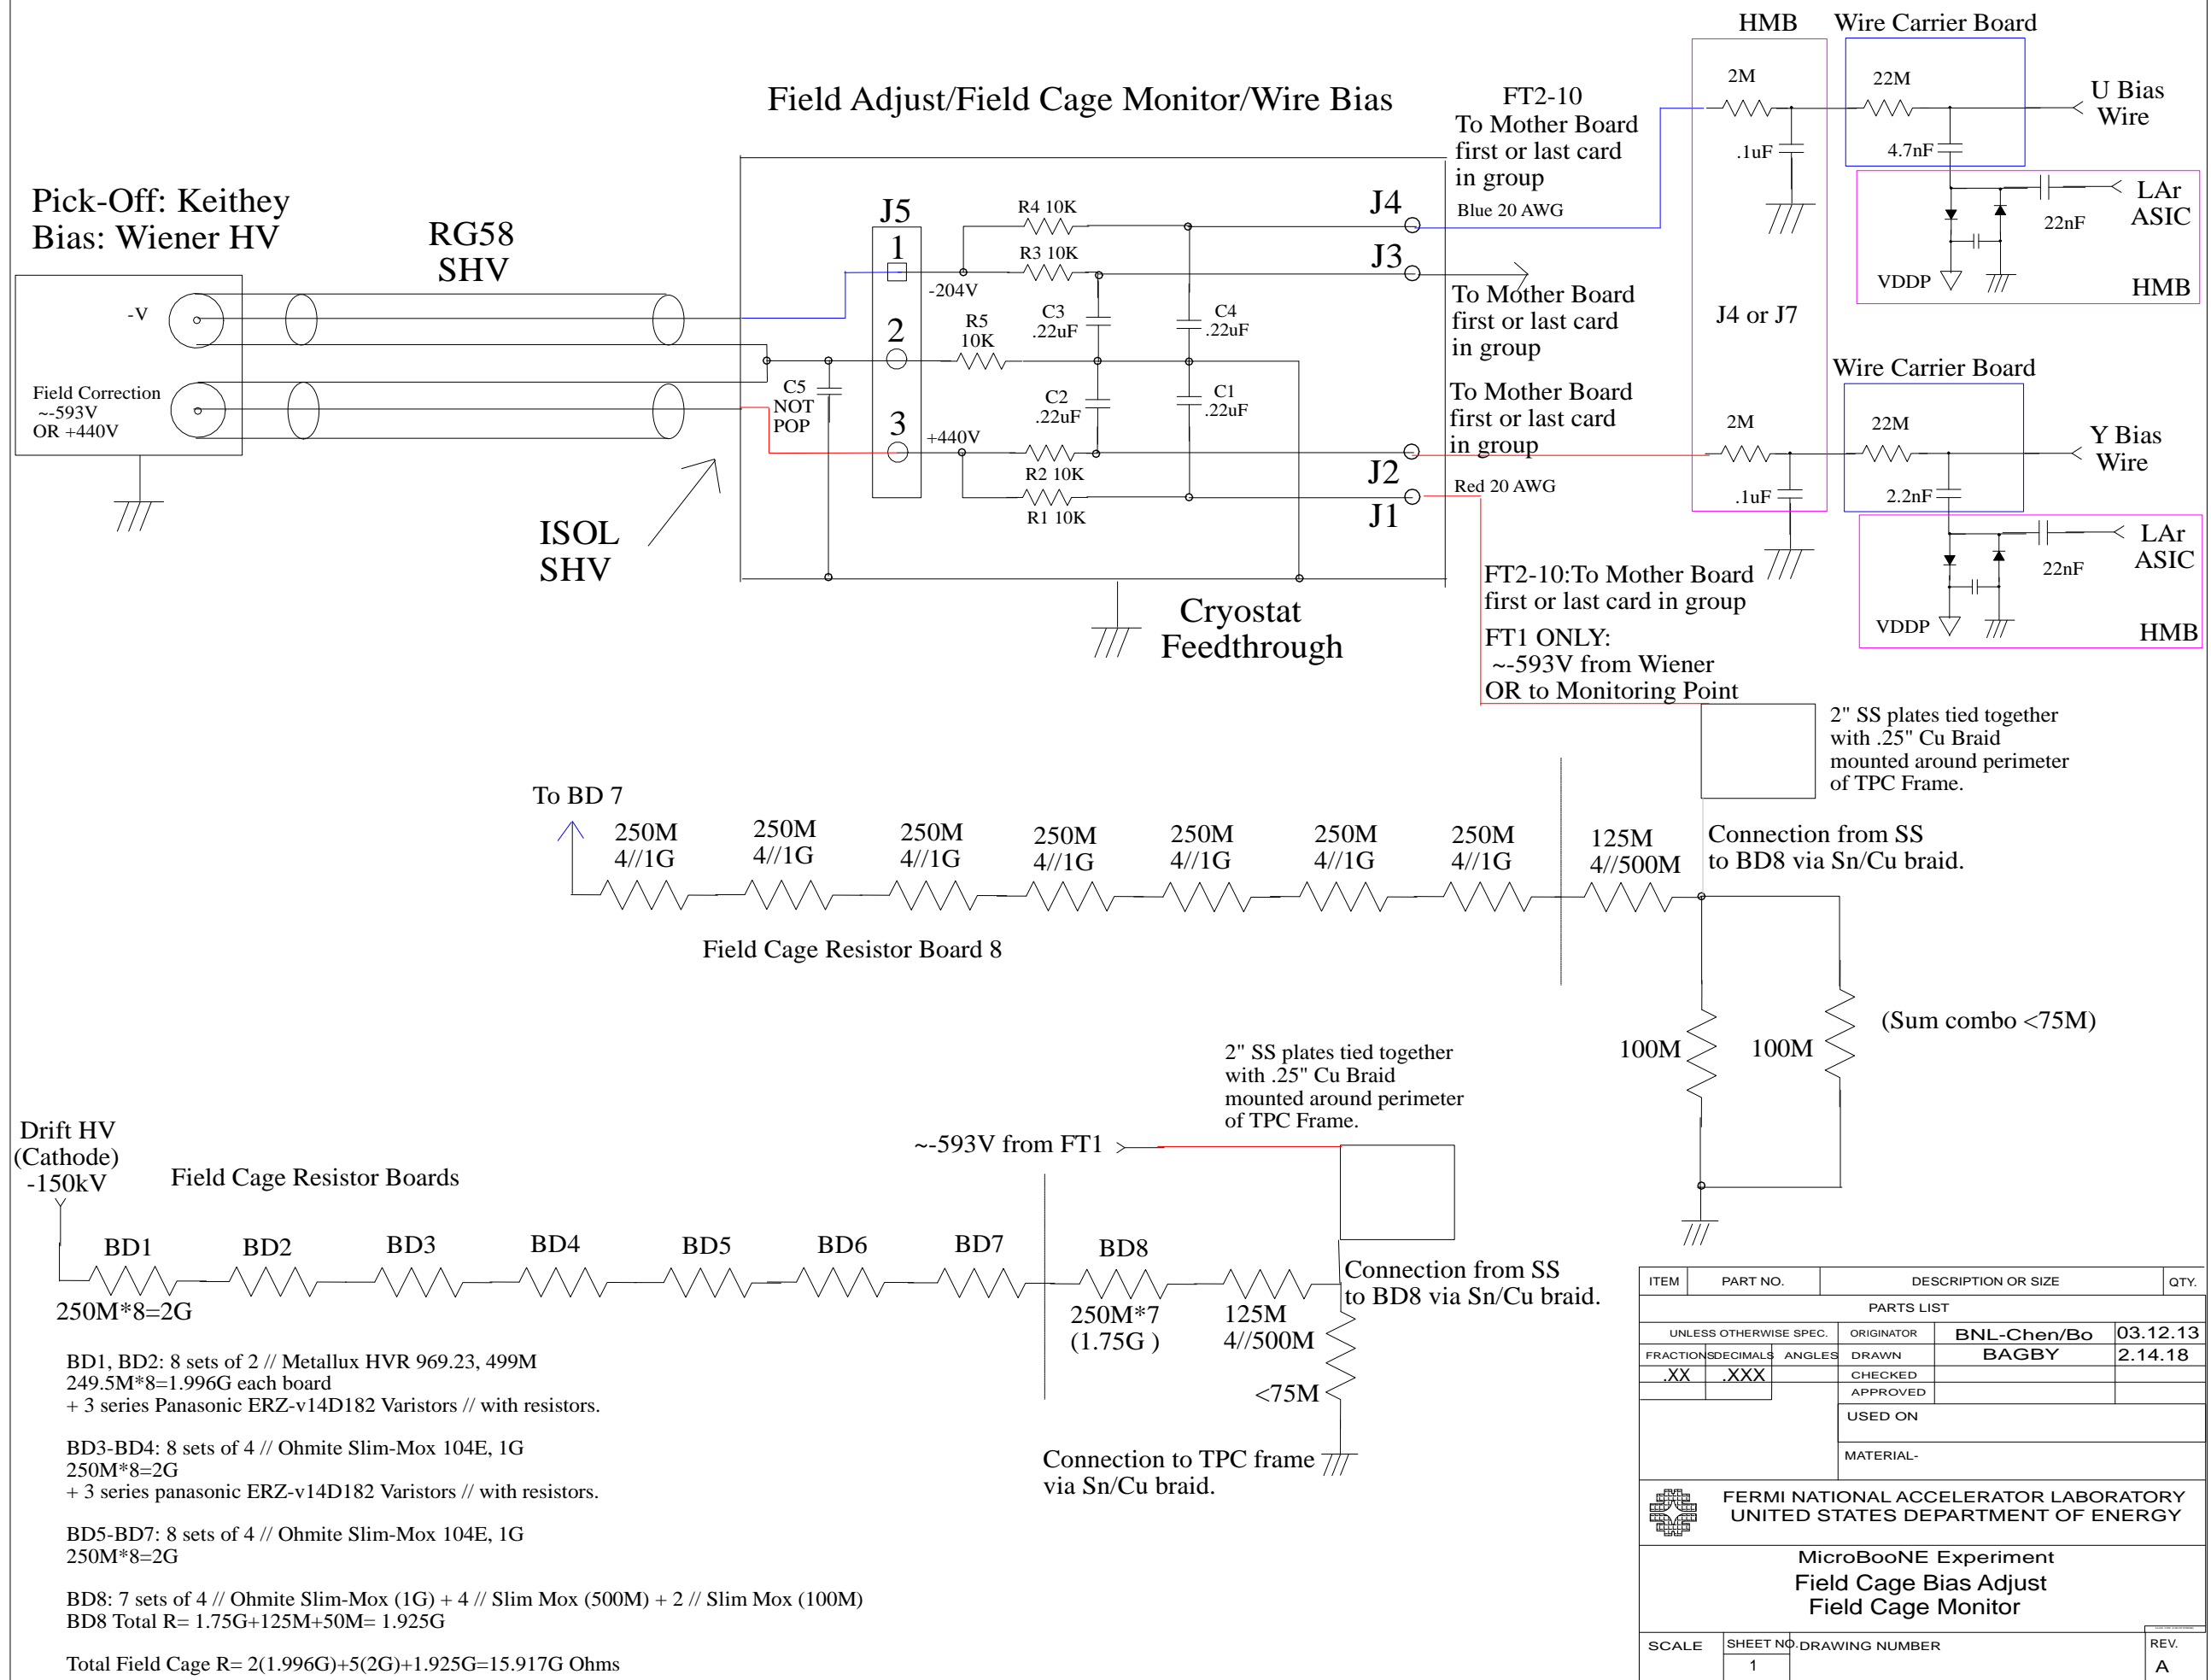 HMB
Wire Carrier Board
Field Adjust/Field Cage Monitor/Wire Bias
2M
22M
U Bias
Wire
.1uF
4.7nF
22nF
LAr
ASIC
VDDP
HMB
FT2-10
To Mother Board
first or last card
in group
Blue 20 AWG
Pick-Off: Keithey
Bias: Wiener HV
RG58
SHV
-V
Field Correction
~-593V
OR +440V
ISOL
SHV
J5
1
2
3
-204V
+440V
R4 10K
R3 10K
R5
10K
C3
.22uF
C4
.22uF
C5
NOT
POP
C2
.22uF
C1
.22uF
R2 10K
R1 10K
J4
J3
J2
J1
To Mother Board
first or last card
in group
To Mother Board
first or last card
in group
Red 20 AWG
J4 or J7
Wire Carrier Board
2M
22M
Y Bias
Wire
.1uF
2.2nF
22nF
LAr
ASIC
VDDP
HMB
Cryostat
Feedthrough
FT2-10:To Mother Board
first or last card in group
FT1 ONLY:
~-593V from Wiener
OR to Monitoring Point
2" SS plates tied together
with .25" Cu Braid
mounted around perimeter
of TPC Frame.
To BD 7
250M
4//1G
250M
4//1G
250M
4//1G
250M
4//1G
250M
4//1G
250M
4//1G
250M
4//1G
125M
4//500M
Connection from SS
to BD8 via Sn/Cu braid.
Field Cage Resistor Board 8
100M
100M
(Sum combo <75M)
2" SS plates tied together
with .25" Cu Braid
mounted around perimeter
of TPC Frame.
~-593V from FT1
Drift HV
(Cathode)
-150kV
Field Cage Resistor Boards
BD1
BD2
BD3
BD4
BD5
BD6
BD7
BD8
250M*8=2G
250M*7
(1.75G )
125M
4//500M
Connection from SS
to BD8 via Sn/Cu braid.
<75M
Connection to TPC frame
via Sn/Cu braid.
BD1, BD2: 8 sets of 2 // Metallux HVR 969.23, 499M
249.5M*8=1.996G each board
+ 3 series Panasonic ERZ-v14D182 Varistors // with resistors.
BD3-BD4: 8 sets of 4 // Ohmite Slim-Mox 104E, 1G
250M*8=2G
+ 3 series panasonic ERZ-v14D182 Varistors // with resistors.
BD5-BD7: 8 sets of 4 // Ohmite Slim-Mox 104E, 1G
250M*8=2G
BD8: 7 sets of 4 // Ohmite Slim-Mox (1G) + 4 // Slim Mox (500M) + 2 // Slim Mox (100M)
BD8 Total R= 1.75G+125M+50M= 1.925G
Total Field Cage R= 2(1.996G)+5(2G)+1.925G=15.917G Ohms
ITEM PART NO. DESCRIPTION OR SIZE QTY.
PARTS LIST
UNLESS OTHERWISE SPEC. ORIGINATOR BNL-Chen/Bo 03.12.13
FRACTIONS DECIMALS ANGLES DRAWN BAGBY 2.14.18
.XX .XXX CHECKED
APPROVED
USED ON
MATERIAL-
FERMI NATIONAL ACCELERATOR LABORATORY
UNITED STATES DEPARTMENT OF ENERGY
MicroBooNE Experiment
Field Cage Bias Adjust
Field Cage Monitor
SCALE SHEET NO. DRAWING NUMBER REV.
1 A